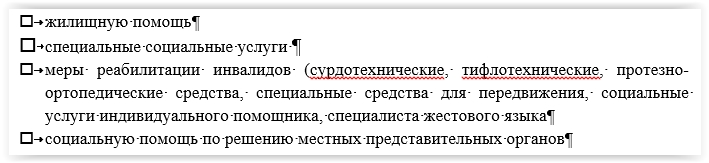 □→жилищную·помощь¶
□→специальные·социальные·услуги·¶
□→меры· реабилитации· инвалидов· (сурдотехнические,· тифлотехнические,· протезно-
ортопедические· средства,· специальные· средства· для· передвижения,· социальные·
услуги·индивидуального·помощника,·специалиста·жестового·языка¶
□→социальную·помощь·по·решению·местных·представительных·органов¶